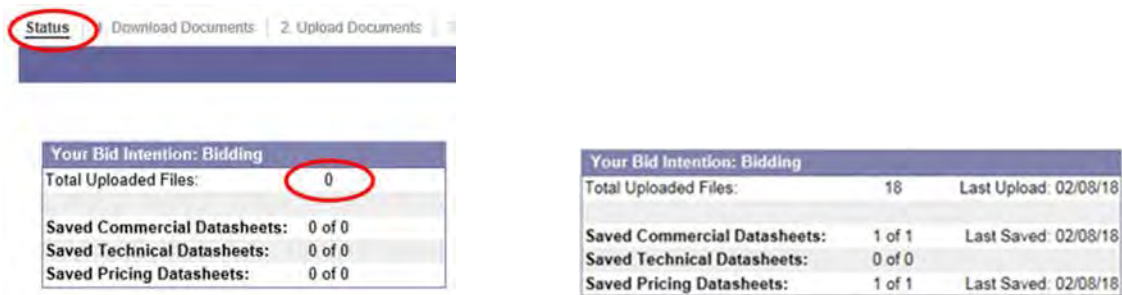 Status
Download Documents
2. Upload Documents
Your Bid Intention: Bidding
Total Uploaded Files: 0
Saved Commercial Datasheets: 0 of 0
Saved Technical Datasheets: 0 of 0
Saved Pricing Datasheets: 0 of 0
Your Bid Intention: Bidding
Total Uploaded Files: 18 Last Upload: 02/08/18
Saved Commercial Datasheets: 1 of 1 Last Saved: 02/08/18
Saved Technical Datasheets: 0 of 0
Saved Pricing Datasheets: 1 of 1 Last Saved: 02/08/18